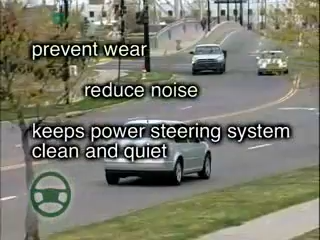 prevent wear
reduce noise
keeps power steering system
clean and quiet